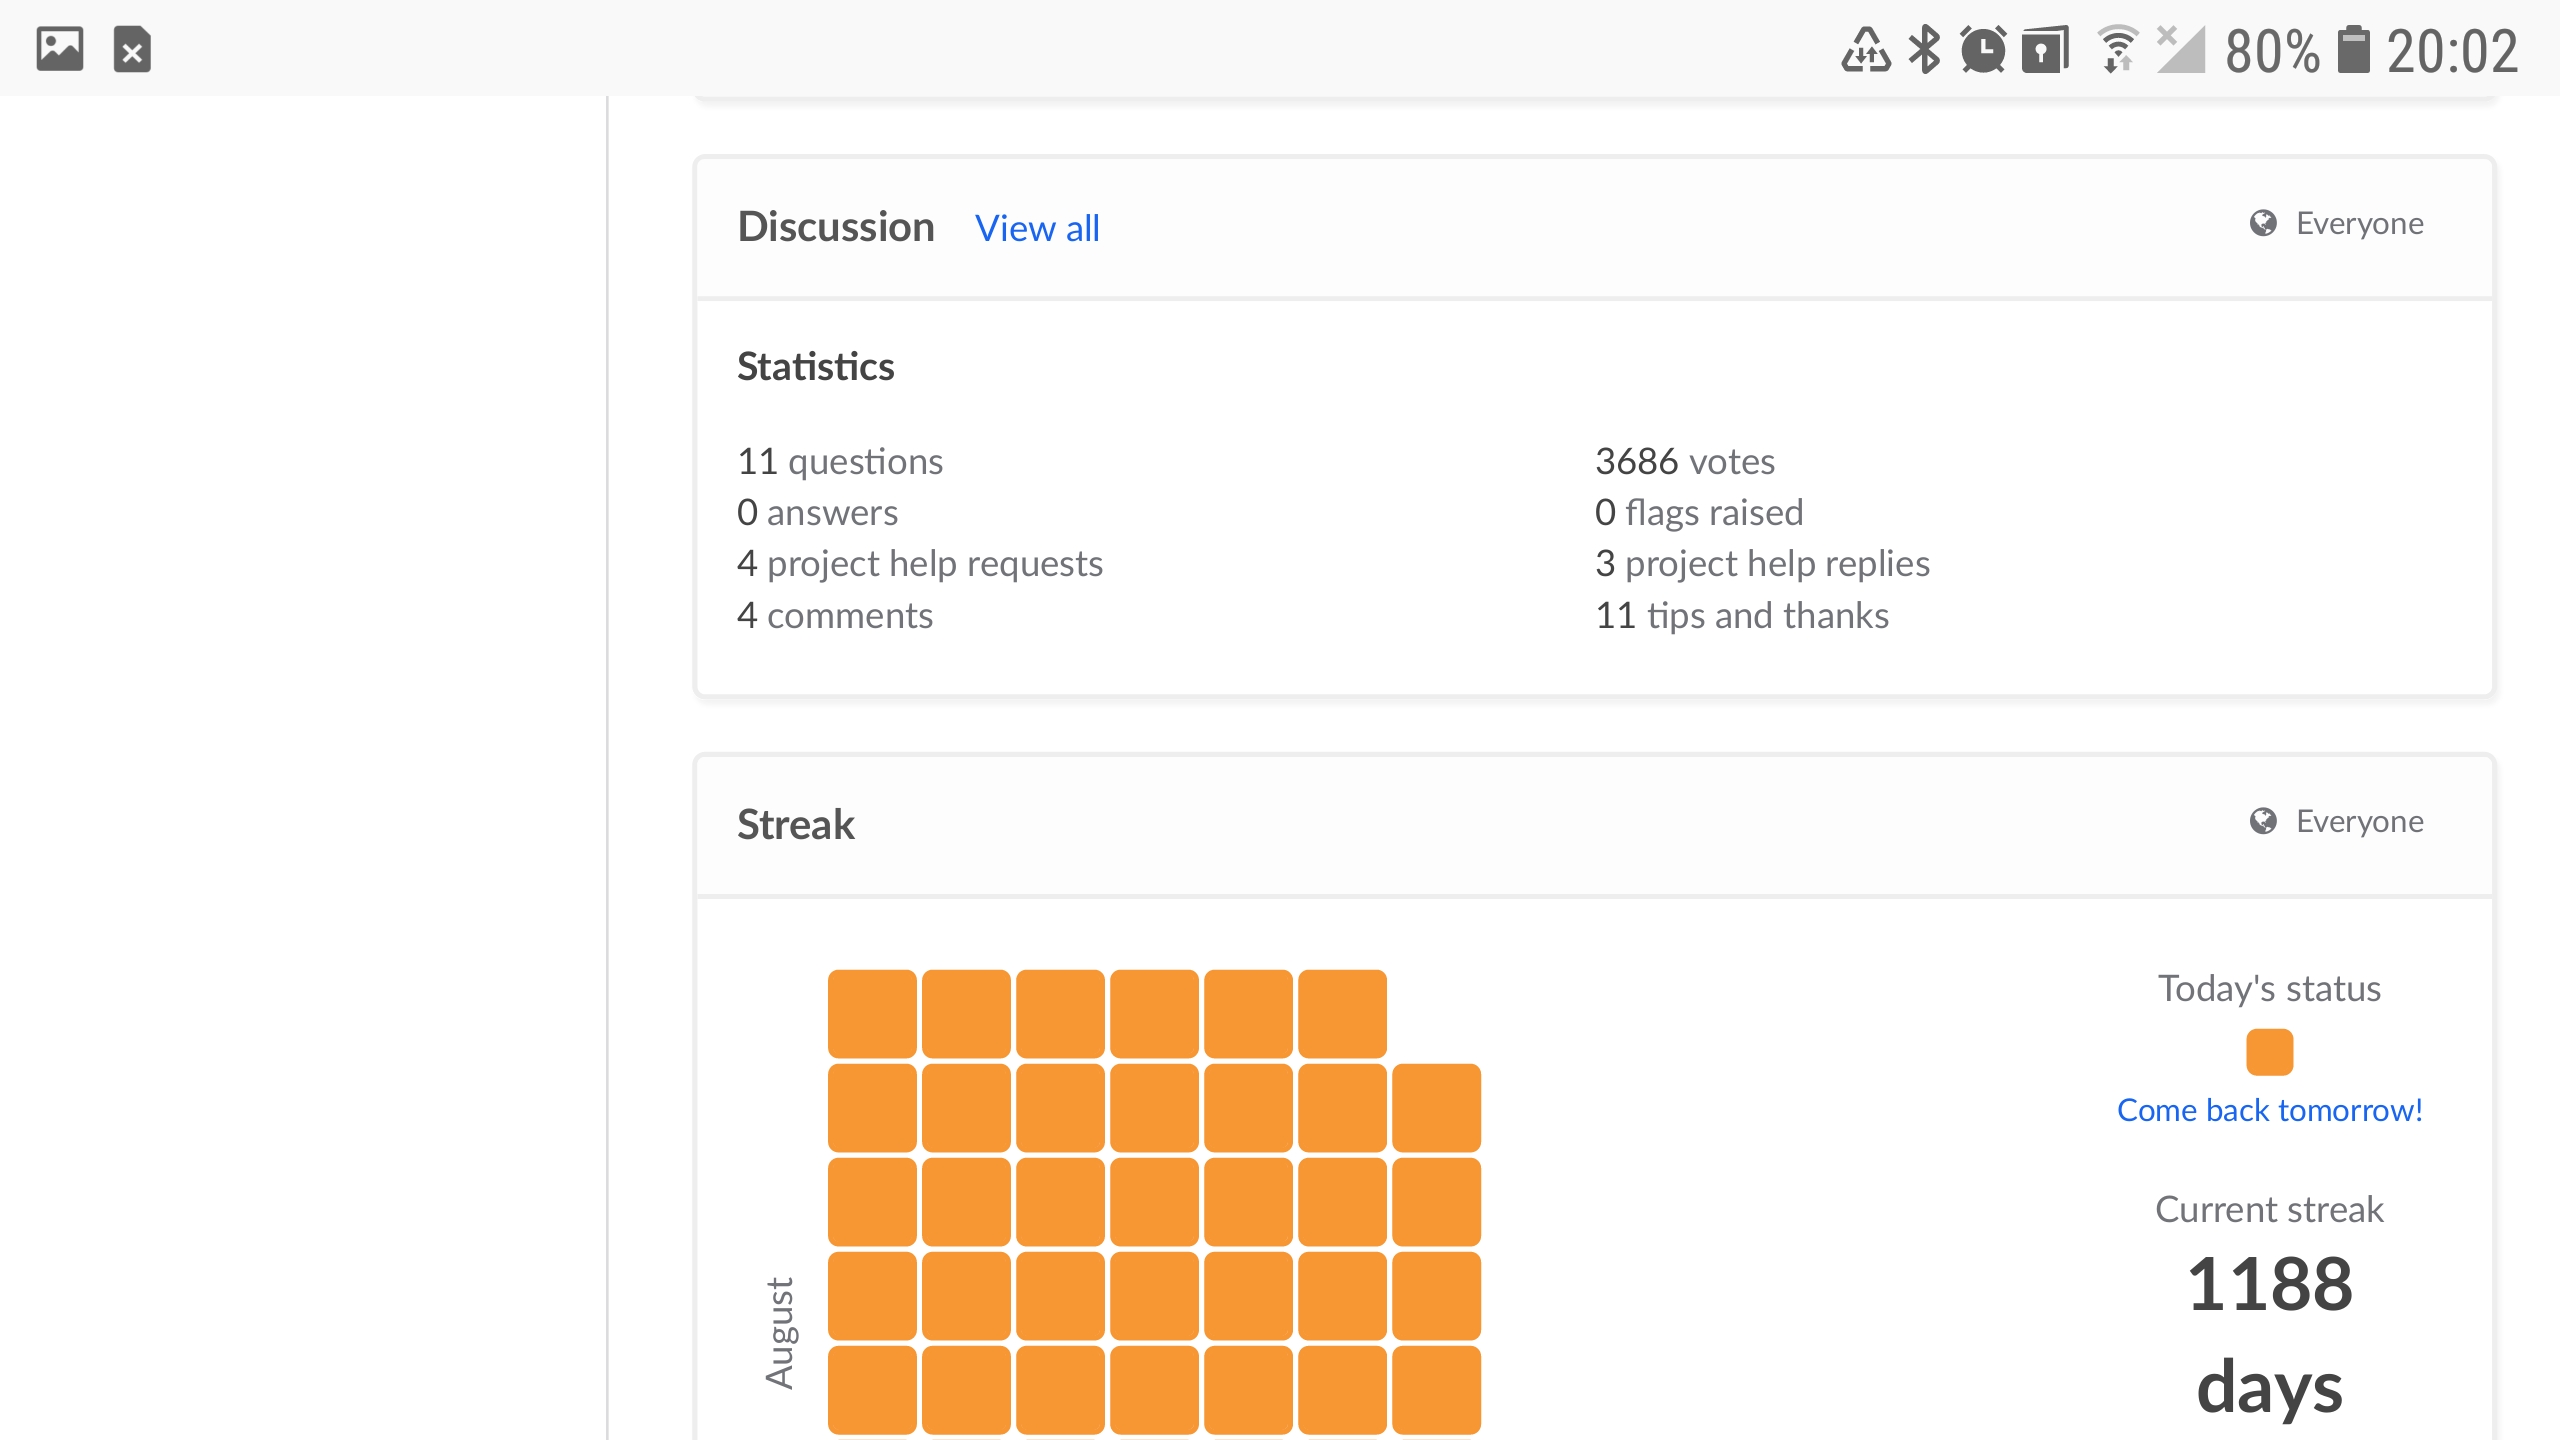 80% 20:02
Discussion View all Everyone
Statistics
11 questions
0 answers
4 project help requests
4 comments
3686 votes
0 flags raised
3 project help replies
11 tips and thanks
Streak Everyone
August
Today's status
Come back tomorrow!
Current streak
1188
days